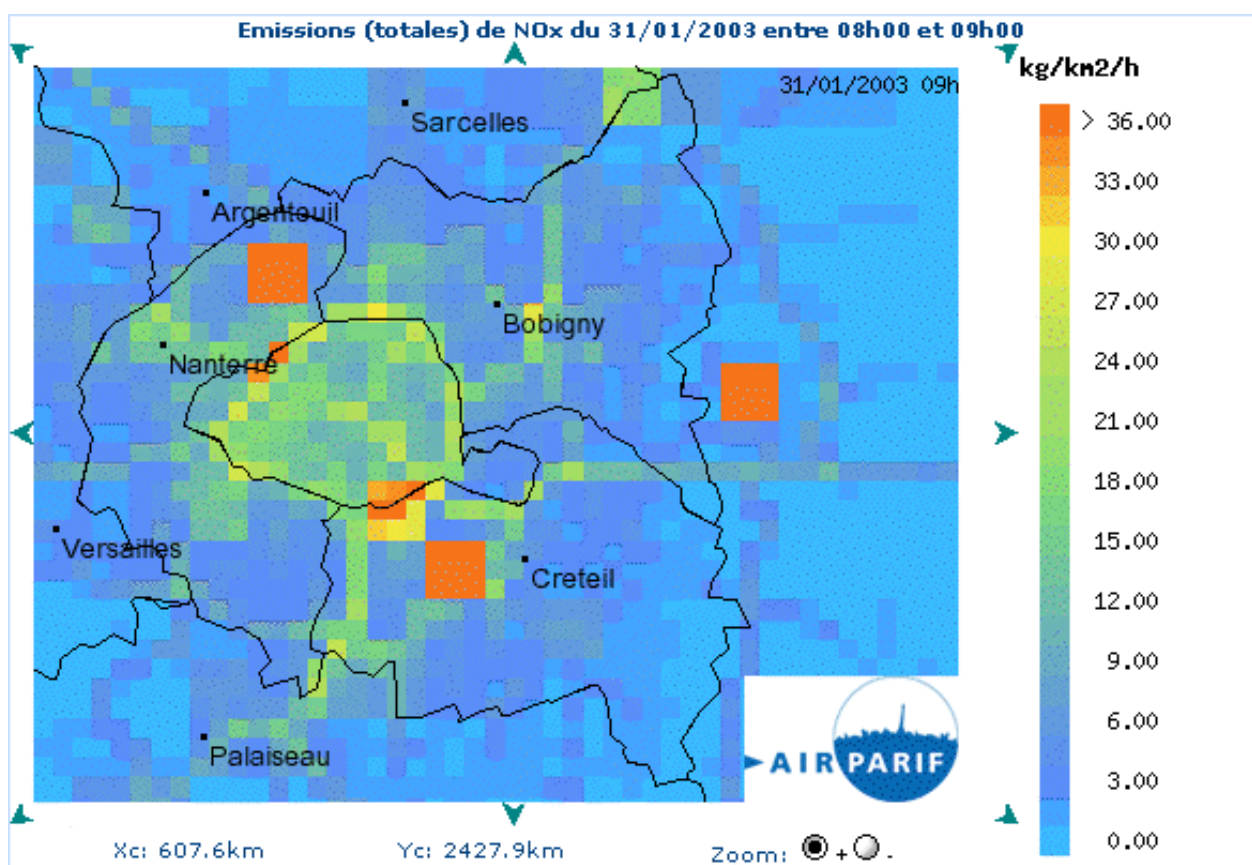 Emissions (totales) de NOx du 31/01/2003 entre 08h00 et 09h00
kg/km2/h
31/01/2003 09h
> 36.00
Sarcelles
33.00
Argenteuil
30.00
27.00
Bobigny
Nanterre
24.00
21.00
18.00
15.00
Versailles
Creteil
12.00
9.00
6.00
Palaiseau
AIRPARIF
3.00
0.00
Xc: 607.6km Yc: 2427.9km Zoom: + -